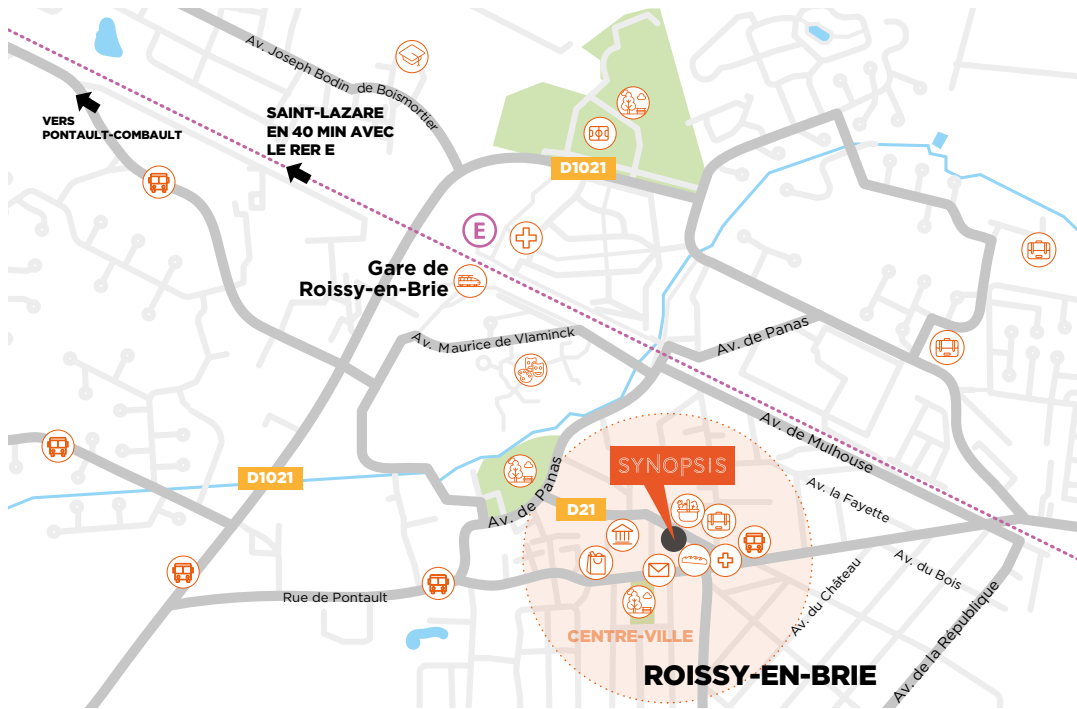 Av. Joseph Bodin de Boismortier
VERS
PONTAULT-COMBAULT
SAINT-LAZARE
EN 40 MIN AVEC
LE RER E
D1021
E
Gare de
Roissy-en-Brie
Av. Maurice de Vlaminck
Av. de Panas
Av. de Mulhouse
SYNOPSIS
D1021
Av. de Panas
D21
Av. la Fayette
Av. du Bois
Av. du Château
Rue de Pontault
CENTRE-VILLE
ROISSY-EN-BRIE
Av. de la République